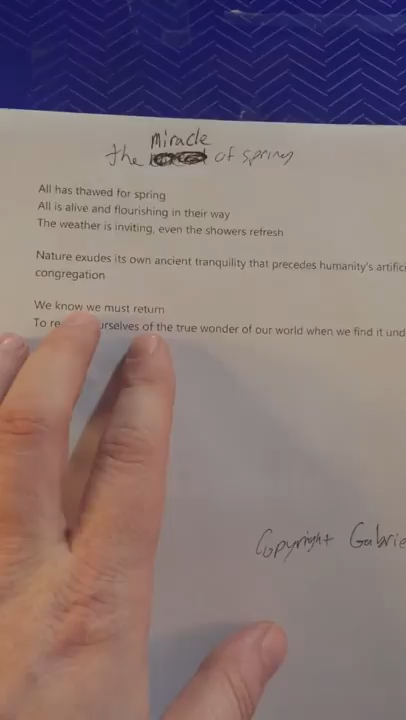 miracle
the of spring
All has thawed for spring
All is alive and flourishing in their way
The weather is inviting, even the showers refresh
Nature exudes its own ancient tranquility that precedes humanity's artifici
congregation
We know we must return
To re urselves of the true wonder of our world when we find it und
Copyright Gabrie